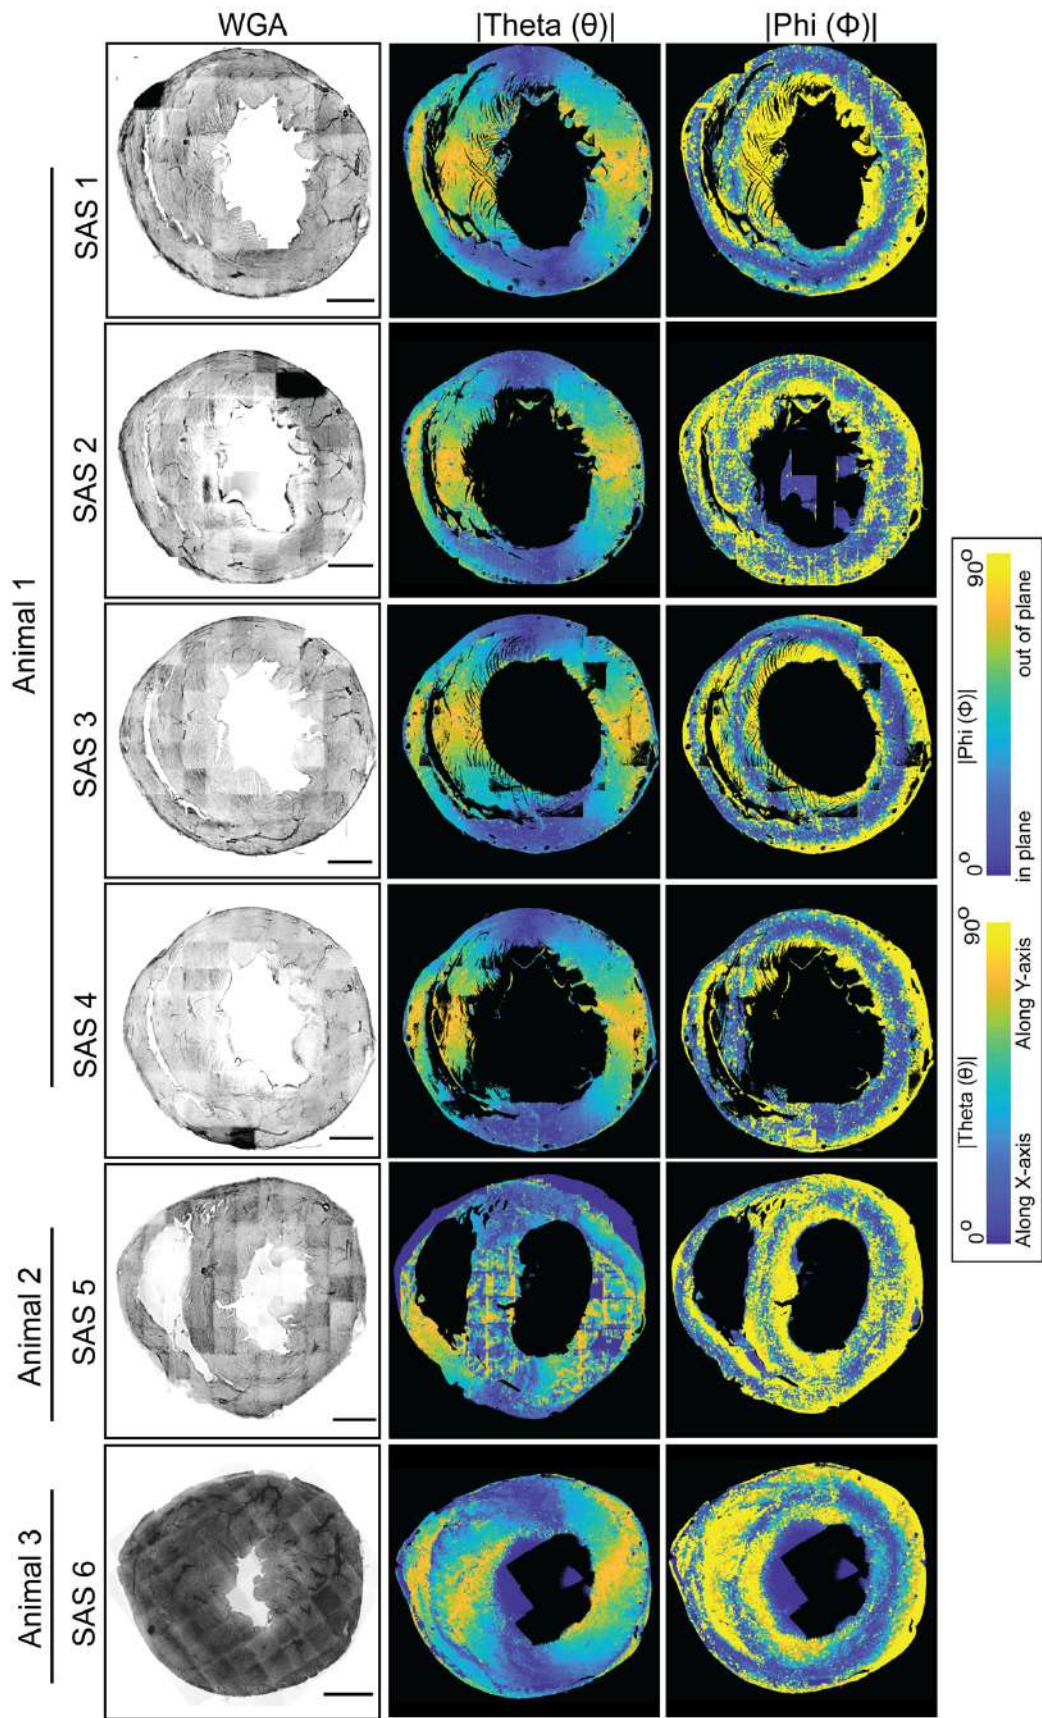 WGA
|Theta (θ)|
|Phi (Φ)|
Animal 1
SAS 1
SAS 2
SAS 3
SAS 4
Animal 2
SAS 5
Animal 3
SAS 6
|Theta (θ)|
0°
90°
Along X-axis
Along Y-axis
|Phi (Φ)|
0°
90°
in plane
out of plane